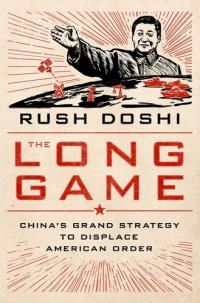 RUSH DOSHI
THE
LONG
GAME
CHINA'S GRAND STRATEGY
TO DISPLACE
AMERICAN ORDER